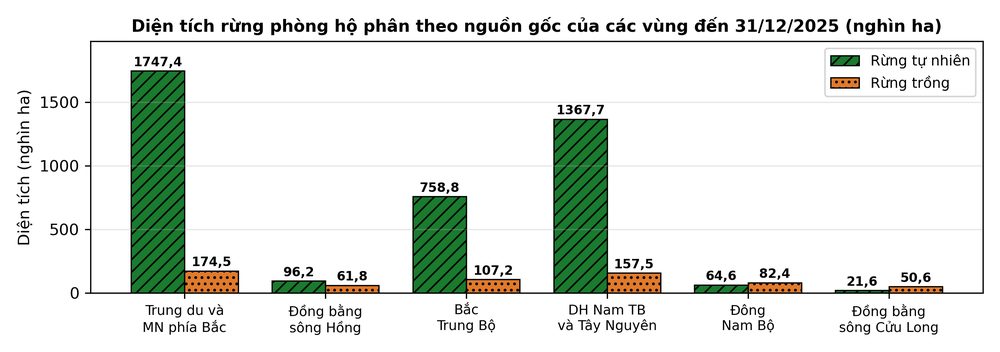 Diện tích rừng phòng hộ phân theo nguồn gốc của các vùng đến 31/12/2025 (nghìn ha)
Diện tích (nghìn ha)
1500
1000
500
0
Rừng tự nhiên
Rừng trồng
1747,4
174,5
96,2
61,8
758,8
107,2
1367,7
157,5
64,6
82,4
21,6
50,6
Trung du và
MN phía Bắc
Đồng bằng
sông Hồng
Bắc
Trung Bộ
DH Nam TB
và Tây Nguyên
Đông
Nam Bộ
Đồng bằng
sông Cửu Long